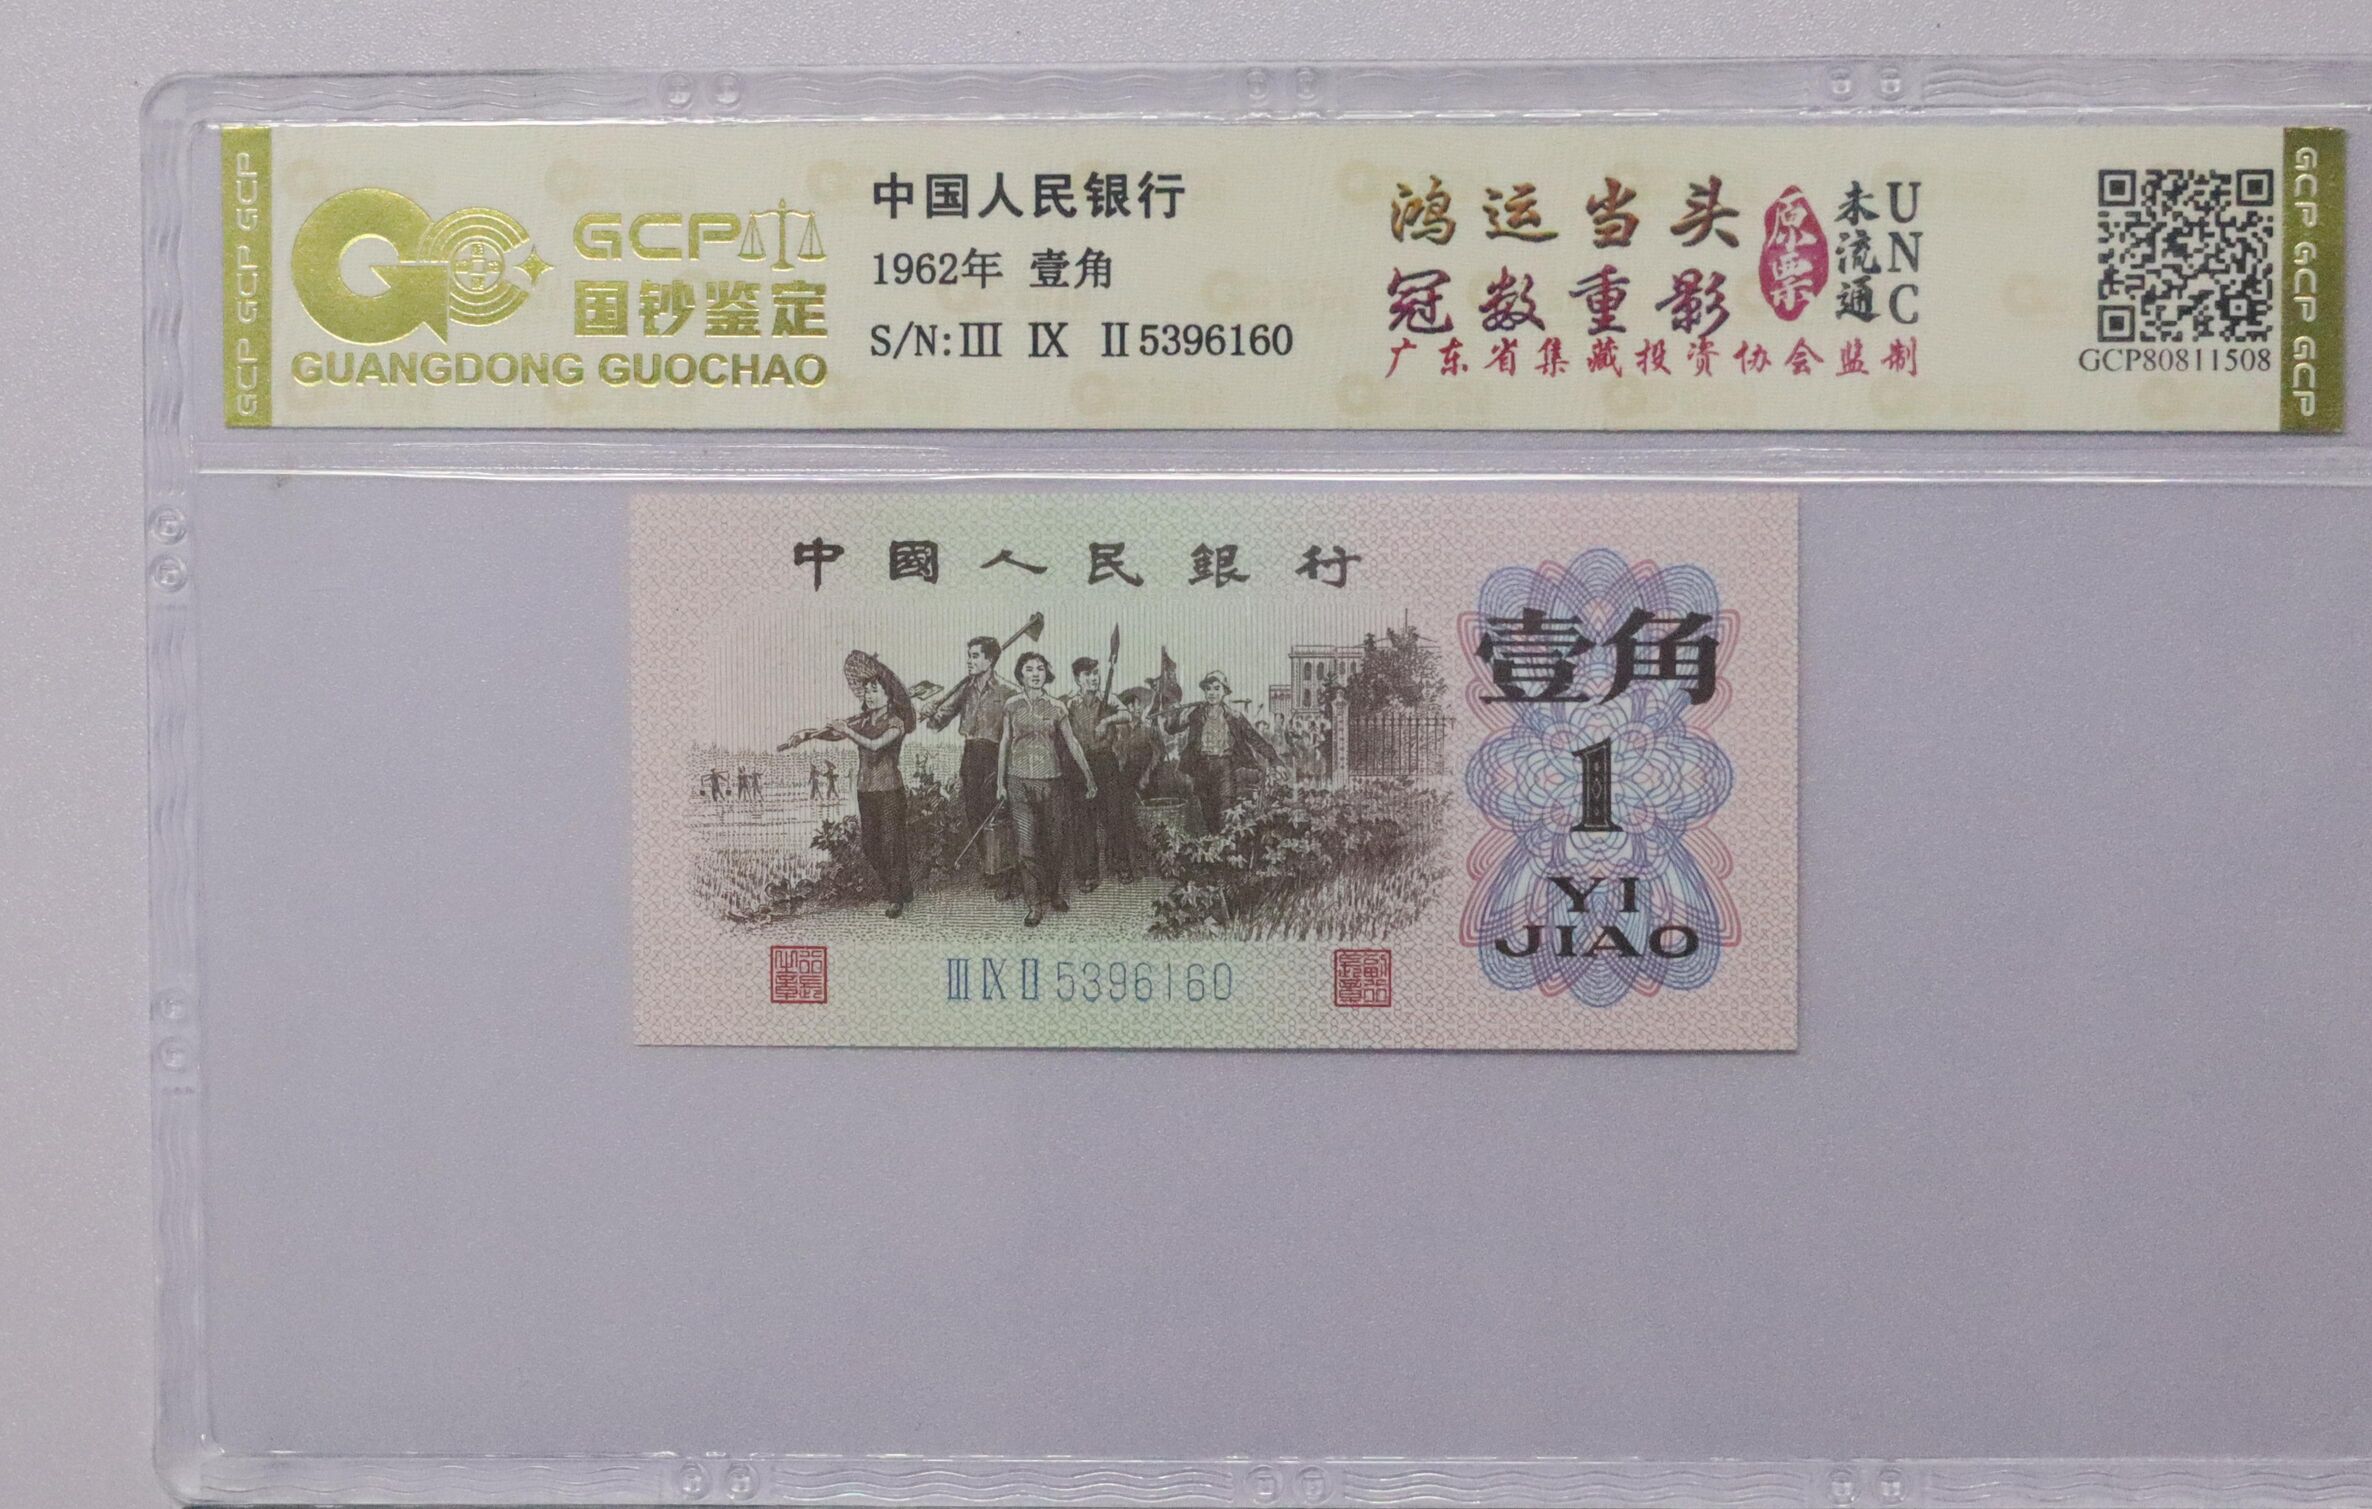 GCP GCP GCP
GCP
国钞鉴定
GUANGDONG GUOCHAO
中国人民银行
1962年 壹角
S/N:III IX II 5396160
鸿运当头
冠数重影
原票
未流通
UNC
广东省集藏投资协会监制
GCP80811508
GCP GCP GCP
中國人民銀行
壹角
1
YI
JIAO
III IX II 5396160